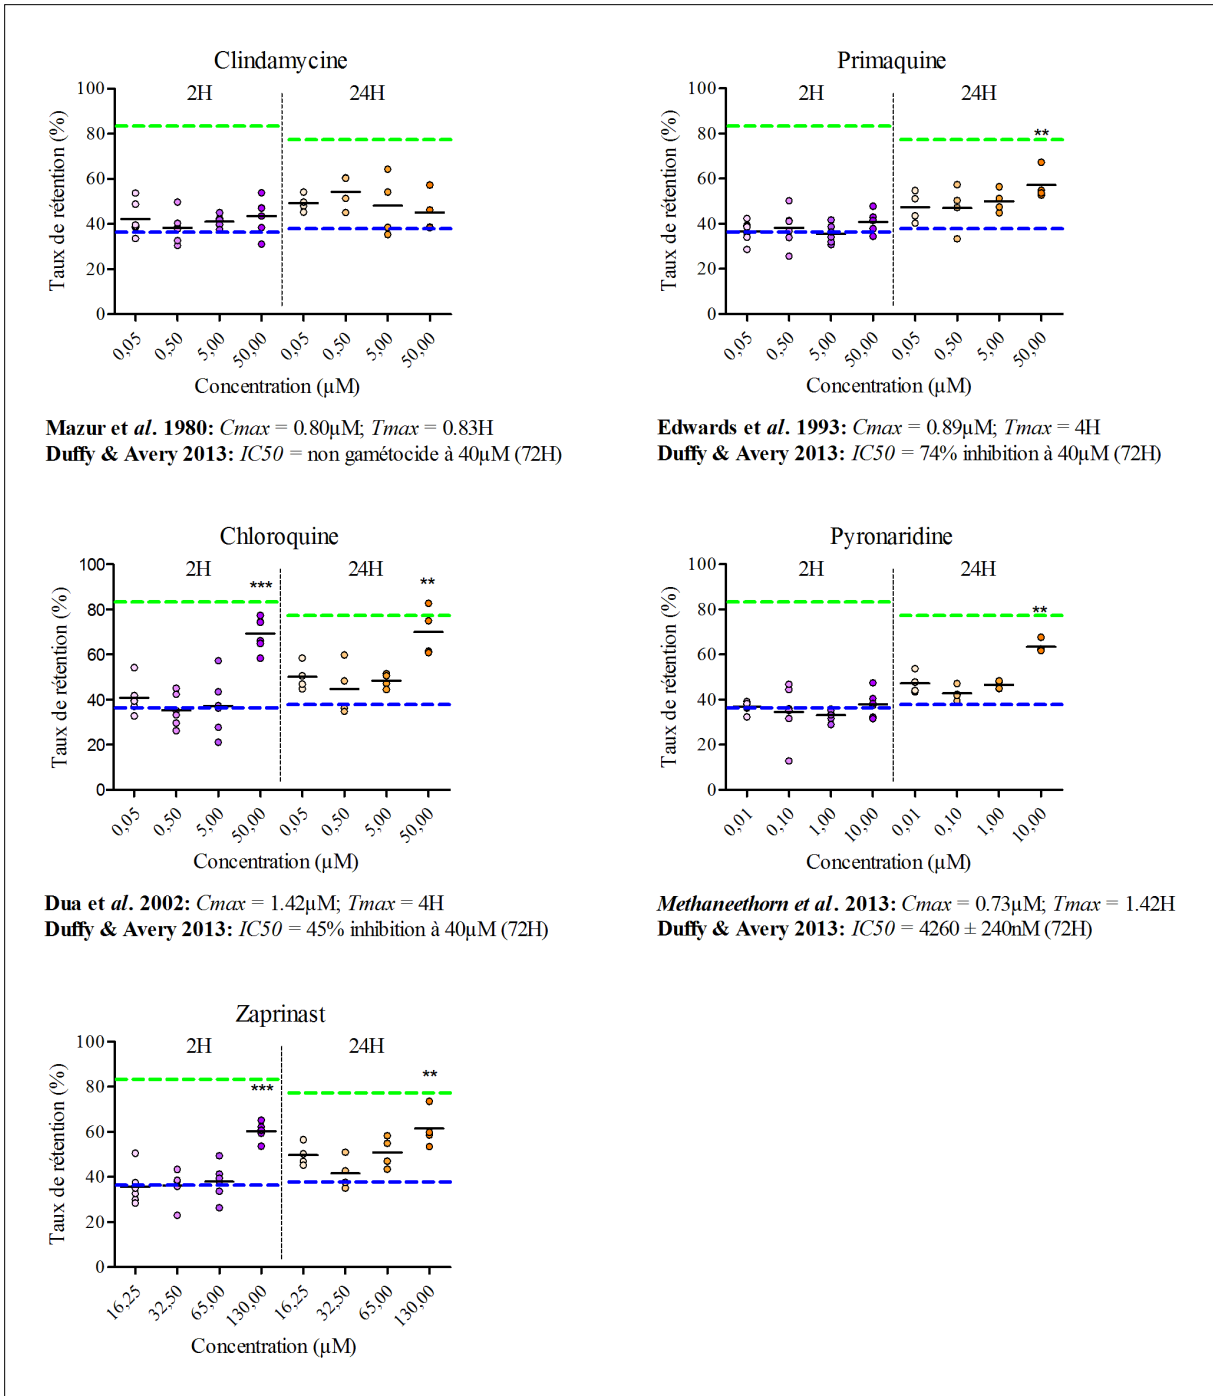 Clindamycine
2H 24H
Taux de rétention (%)
100
80
60
40
20
0
0,05 0,50 5,00 50,00 0,05 0,50 5,00 50,00
Concentration (µM)
Mazur et al. 1980: Cmax = 0.80µM; Tmax = 0.83H
Duffy & Avery 2013: IC50 = non gamétocide à 40µM (72H)
Primaquine
2H 24H
**
Taux de rétention (%)
100
80
60
40
20
0
0,05 0,50 5,00 50,00 0,05 0,50 5,00 50,00
Concentration (µM)
Edwards et al. 1993: Cmax = 0.89µM; Tmax = 4H
Duffy & Avery 2013: IC50 = 74% inhibition à 40µM (72H)
Chloroquine
2H 24H
*** **
Taux de rétention (%)
100
80
60
40
20
0
0,05 0,50 5,00 50,00 0,05 0,50 5,00 50,00
Concentration (µM)
Dua et al. 2002: Cmax = 1.42µM; Tmax = 4H
Duffy & Avery 2013: IC50 = 45% inhibition à 40µM (72H)
Pyronaridine
2H 24H
**
Taux de rétention (%)
100
80
60
40
20
0
0,01 0,10 1,00 10,00 0,01 0,10 1,00 10,00
Concentration (µM)
Methaneethorn et al. 2013: Cmax = 0.73µM; Tmax = 1.42H
Duffy & Avery 2013: IC50 = 4260 ± 240nM (72H)
Zaprinast
2H 24H
*** **
Taux de rétention (%)
100
80
60
40
20
0
16,25 32,50 65,00 130,00 16,25 32,50 65,00 130,00
Concentration (µM)